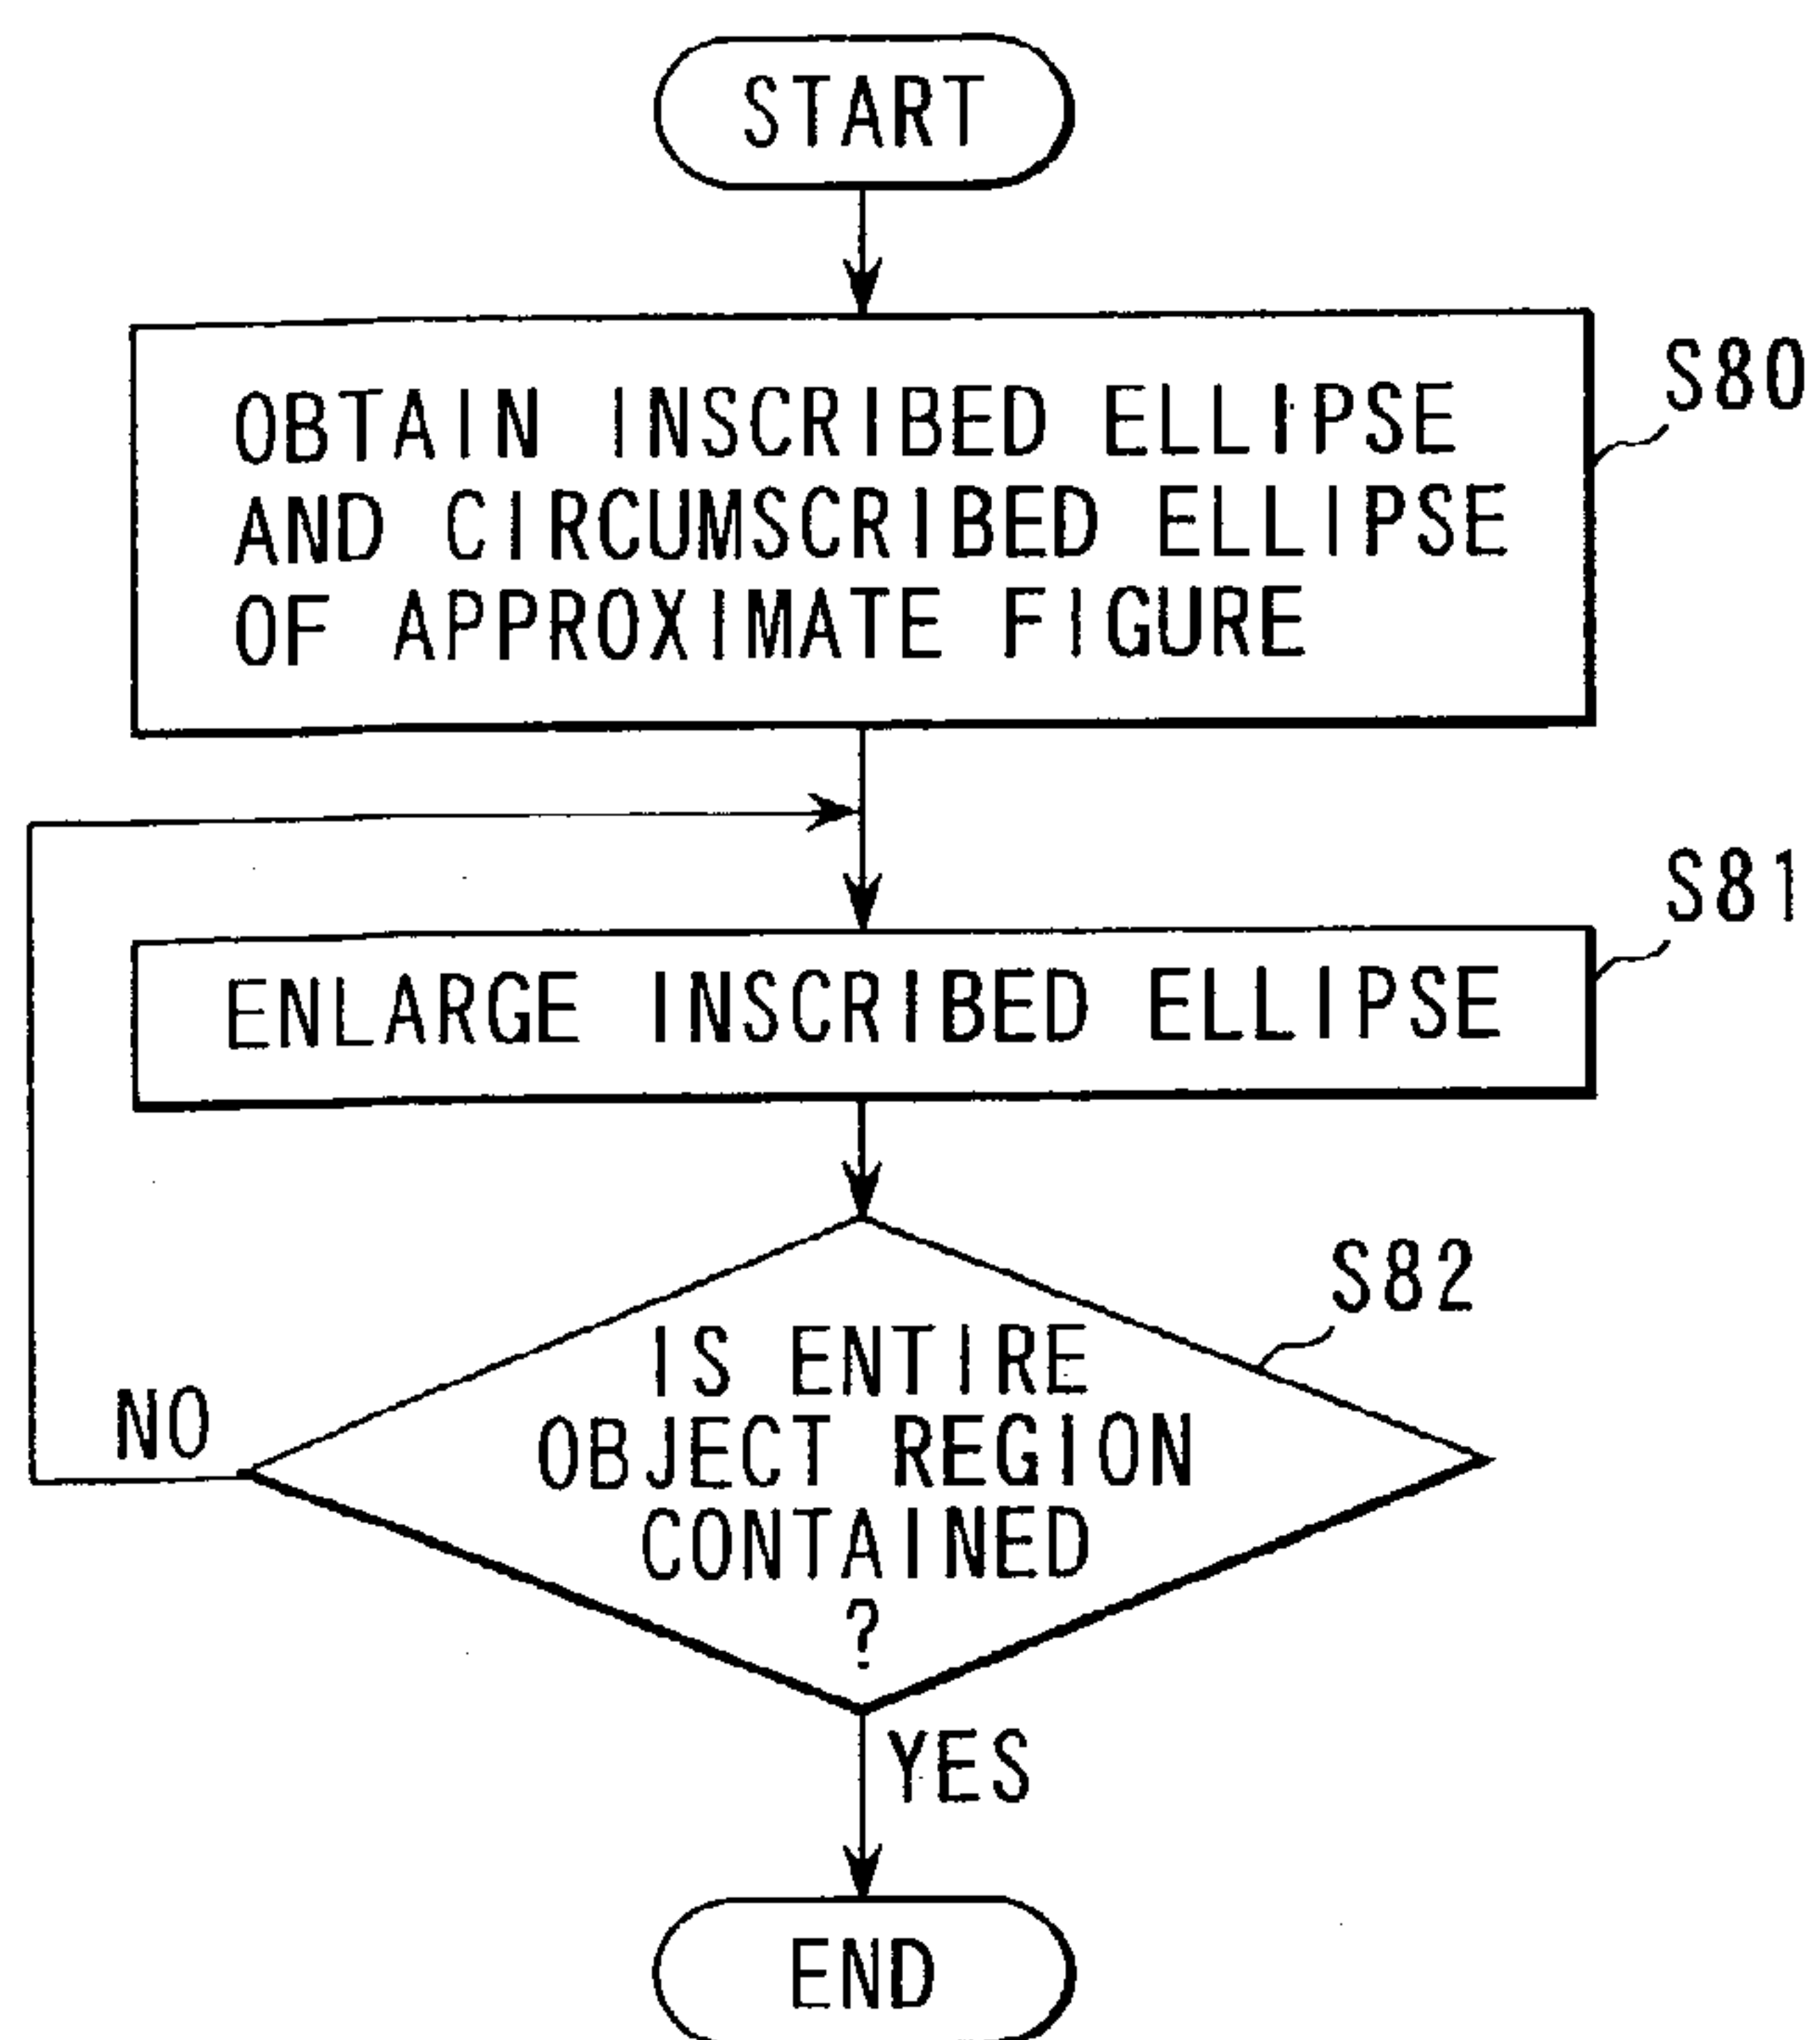 START
S80
OBTAIN INSCRIBED ELLIPSE
AND CIRCUMSCRIBED ELLIPSE
OF APPROXIMATE FIGURE
S81
ENLARGE INSCRIBED ELLIPSE
S82
IS ENTIRE
OBJECT REGION
CONTAINED
?
NO
YES
END